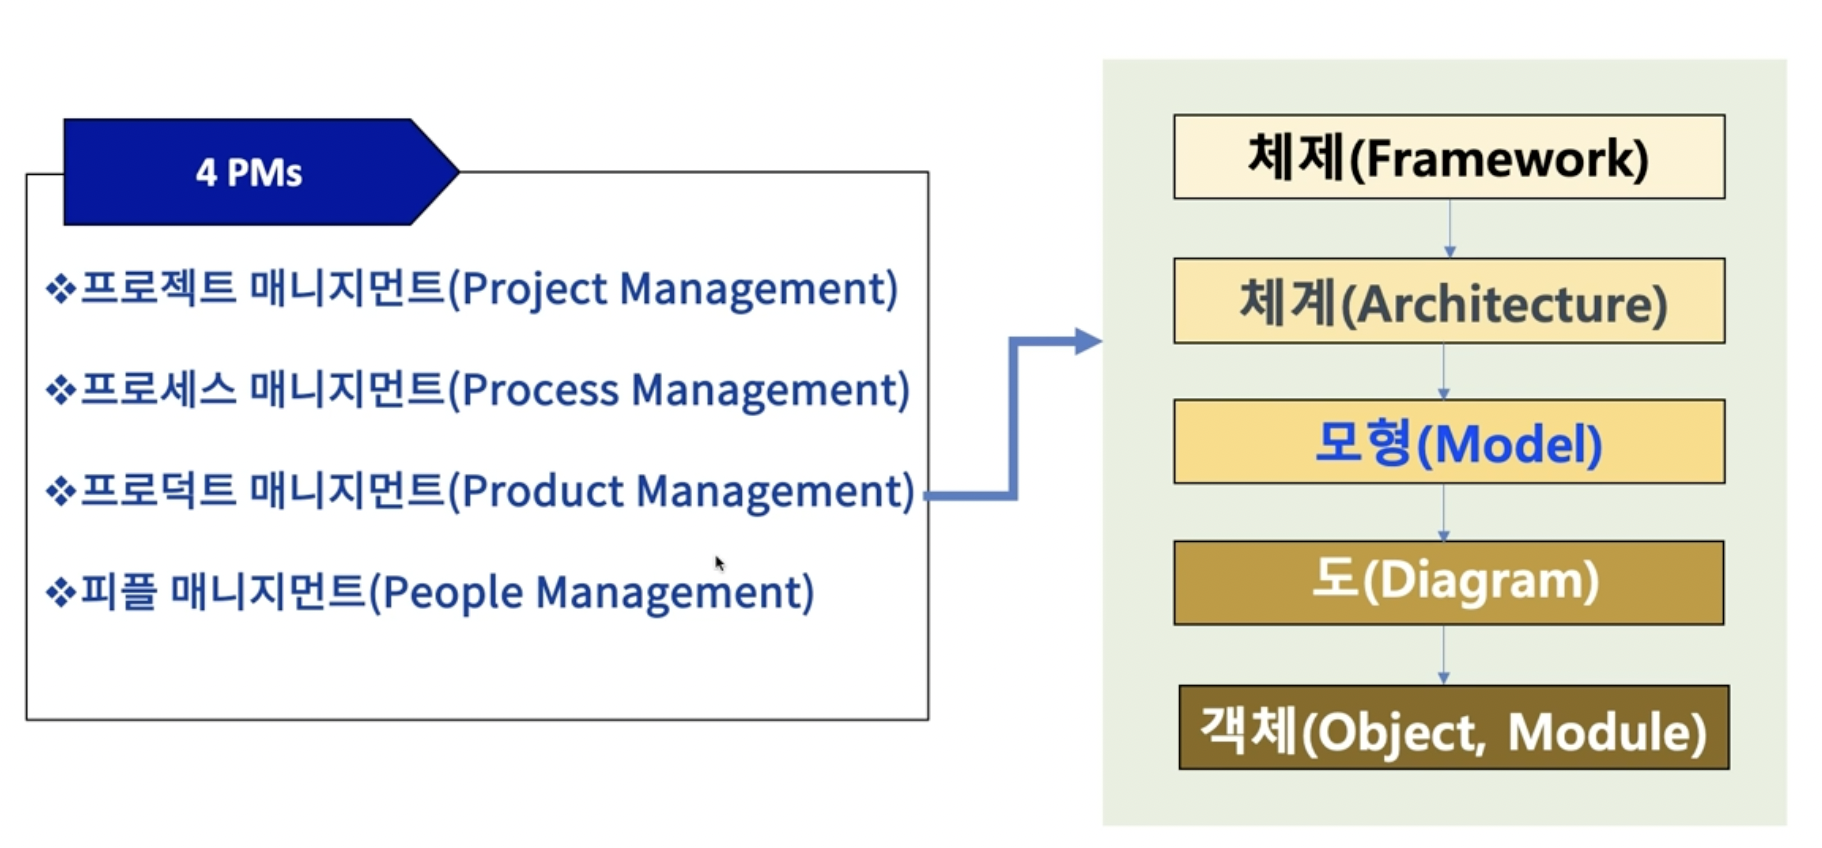 4 PMs
❖프로젝트 매니지먼트(Project Management)
❖프로세스 매니지먼트(Process Management)
❖프로덕트 매니지먼트(Product Management)
❖피플 매니지먼트(People Management)
체제(Framework)
체계(Architecture)
모형(Model)
도(Diagram)
객체(Object, Module)